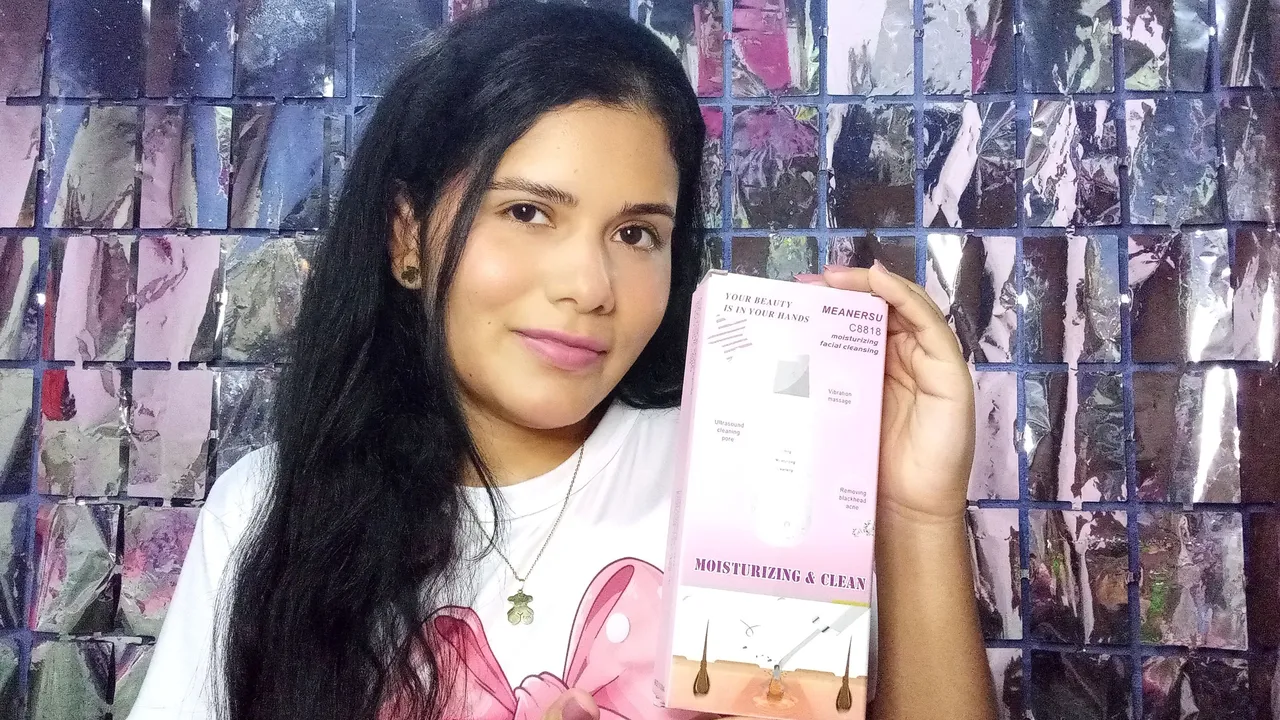 YOUR BEAUTY
IS IN YOUR HANDS
MEANERSU
C8818
moisturizing
facial cleansing
Vibration
massage
Ultrasound
cleaning
pore
Removing
blackhead
acne
MOISTURIZING & CLEAN